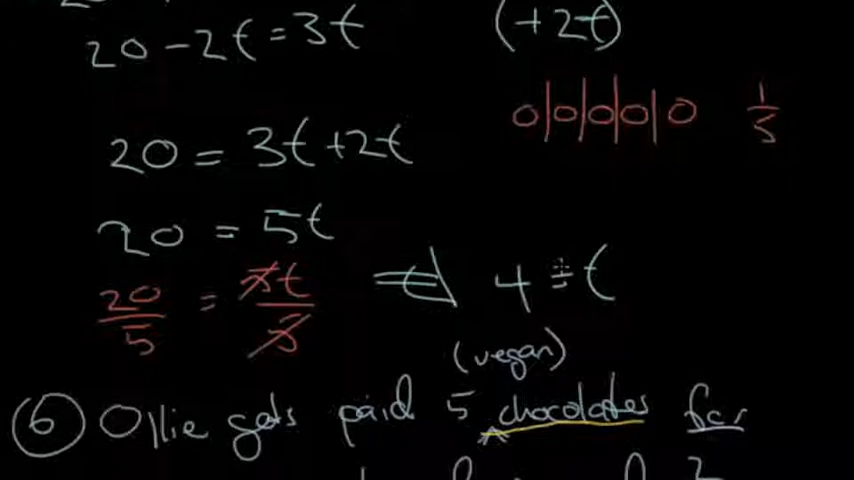 20 - 2t = 3t (+2t)
0|0|0|0|0 1/5
20 = 3t + 2t
20 = 5t
20/5 = 5t/5 ⇒ 4 = t
(vegan)
6 Ollie gets paid 5 chocolates for